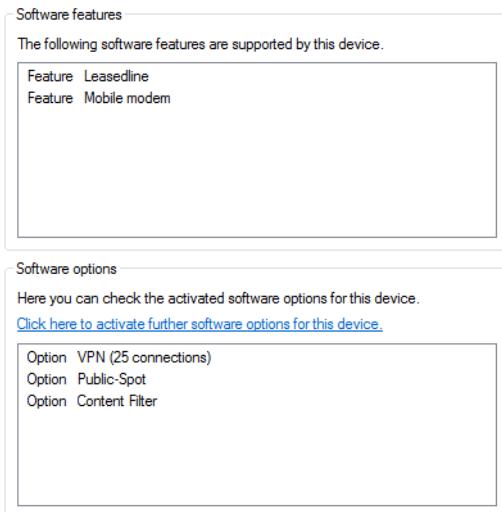 Software features
The following software features are supported by this device.
Feature Leasedline
Feature Mobile modem
Software options
Here you can check the activated software options for this device.
Click here to activate further software options for this device.
Option VPN (25 connections)
Option Public-Spot
Option Content Filter